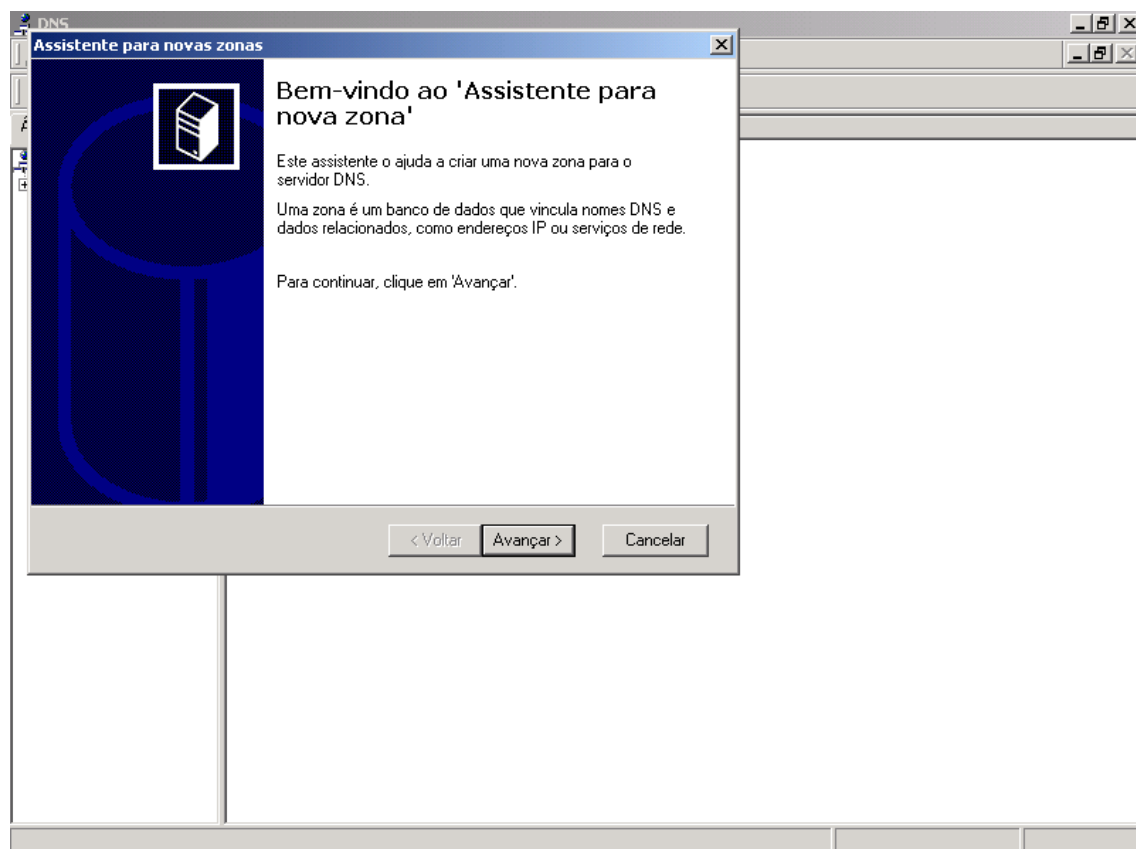 DNS
Assistente para novas zonas
Bem-vindo ao 'Assistente para
nova zona'
Este assistente o ajuda a criar uma nova zona para o
servidor DNS.
Uma zona é um banco de dados que vincula nomes DNS e
dados relacionados, como endereços IP ou serviços de rede.
Para continuar, clique em 'Avançar'.
< Voltar
Avançar >
Cancelar